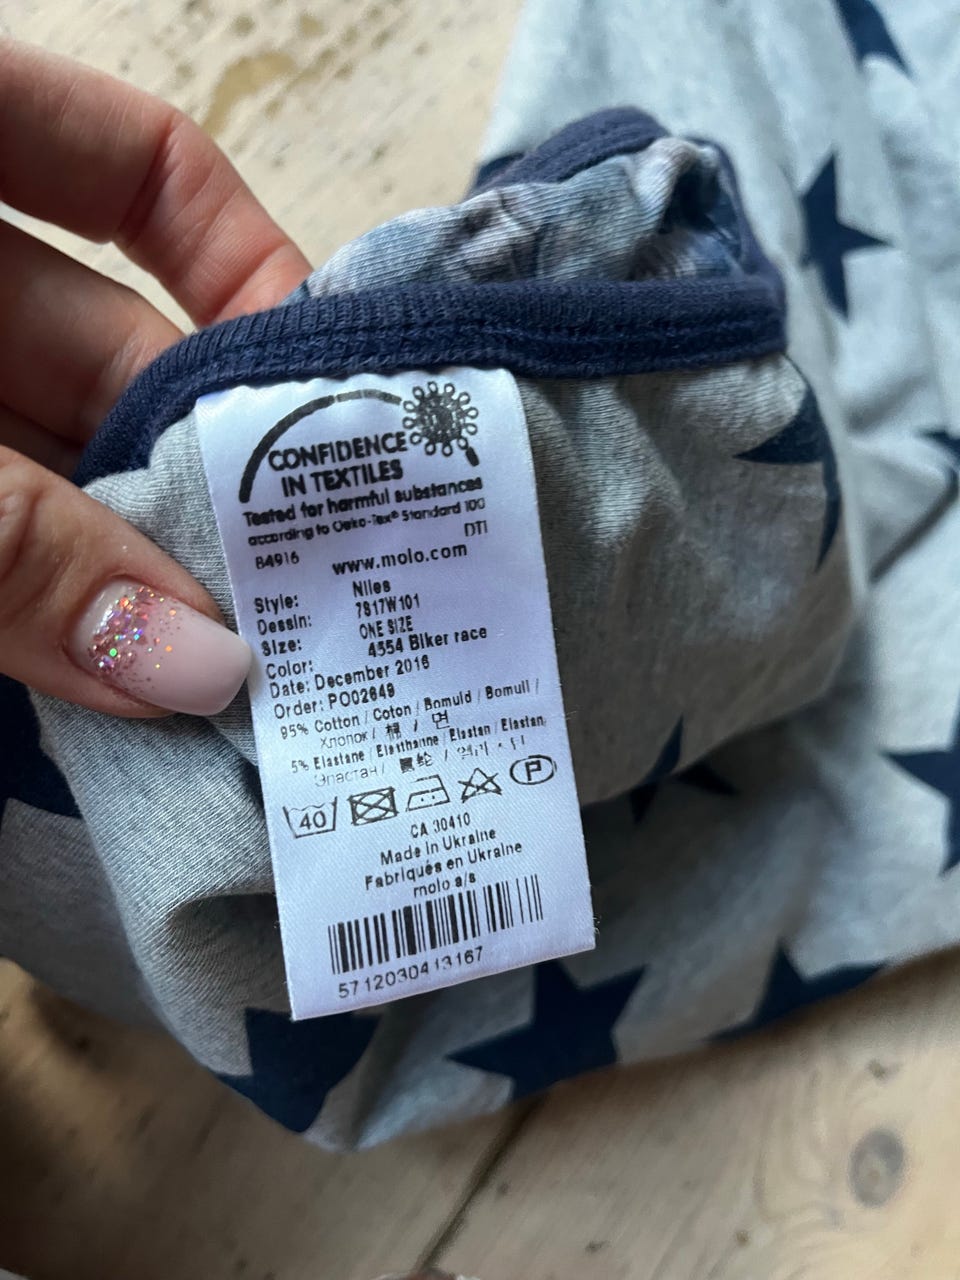 CONFIDENCE
IN TEXTILES
Tested for harmful substances
according to Oeko-Tex® Standard 100
B4916 DTI
www.molo.com
Style: Niles
Dessin: 7S17W101
Size: ONE SIZE
Color: 4554 Biker race
Date: December 2016
Order: PO02649
95% Cotton / Coton / Bomuld / Bomull /
Хлопок / 棉 / 면
5% Elastane / Elasthanne / Elastan / Elastan
Эластан /
40
P
CA 30410
Made in Ukraine
Fabriqués en Ukraine
molo a/s
5712030413167